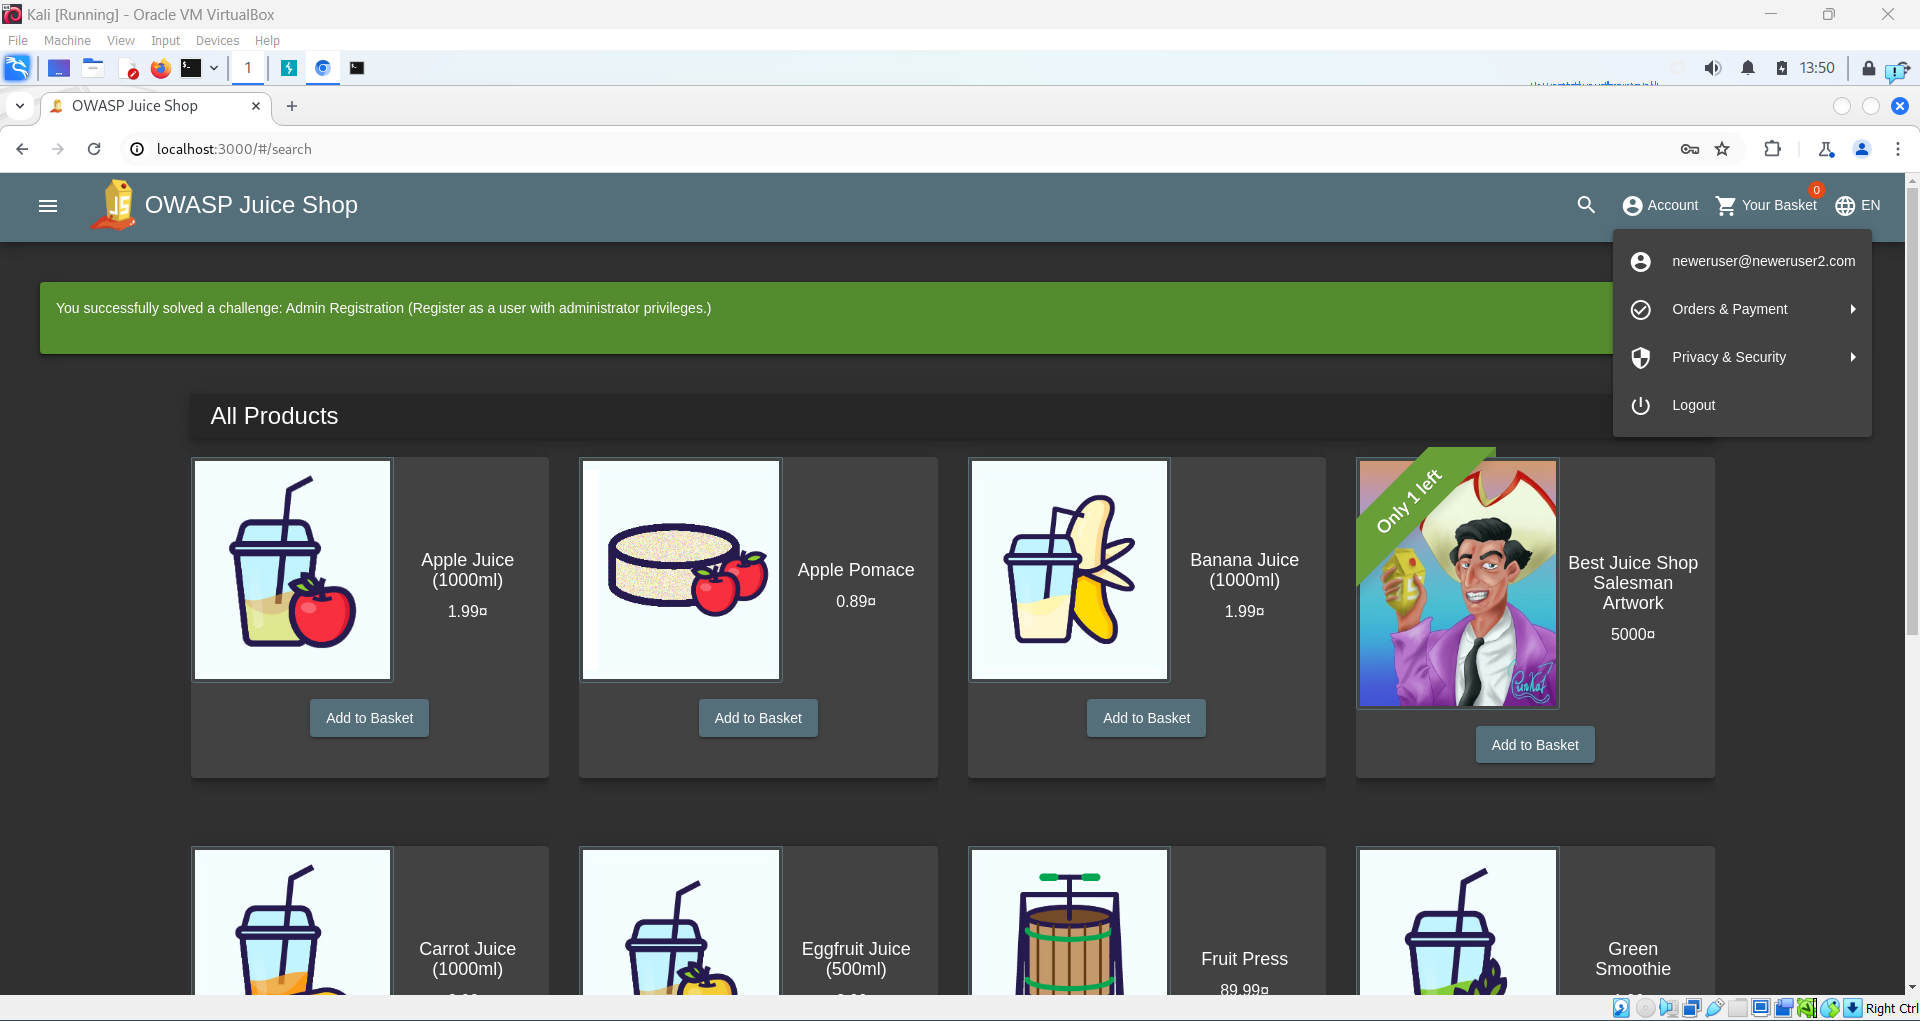 Kali [Running] - Oracle VM VirtualBox
File Machine View Input Devices Help
1
13:50
OWASP Juice Shop
localhost:3000/#/search
OWASP Juice Shop
Account
0
Your Basket
EN
neweruser@neweruser2.com
Orders & Payment
Privacy & Security
Logout
You successfully solved a challenge: Admin Registration (Register as a user with administrator privileges.)
All Products
Apple Juice
(1000ml)
1.99¤
Add to Basket
Apple Pomace
0.89¤
Add to Basket
Banana Juice
(1000ml)
1.99¤
Add to Basket
Only 1 left
Best Juice Shop
Salesman
Artwork
5000¤
Add to Basket
Carrot Juice
(1000ml)
Eggfruit Juice
(500ml)
Fruit Press
89.99¤
Green
Smoothie
Right Ctrl